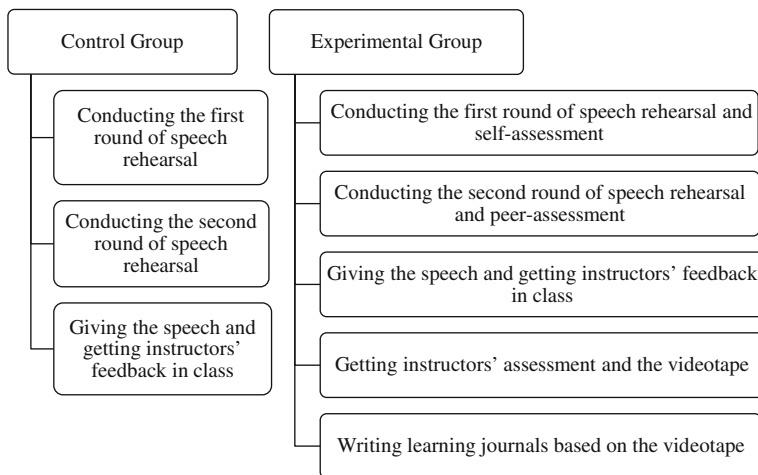 Control Group
Conducting the first
round of speech
rehearsal
Conducting the second
round of speech
rehearsal
Giving the speech and
getting instructors’
feedback in class
Experimental Group
Conducting the first round of speech rehearsal and
self-assessment
Conducting the second round of speech rehearsal
and peer-assessment
Giving the speech and getting instructors’ feedback
in class
Getting instructors’ assessment and the videotape
Writing learning journals based on the videotape